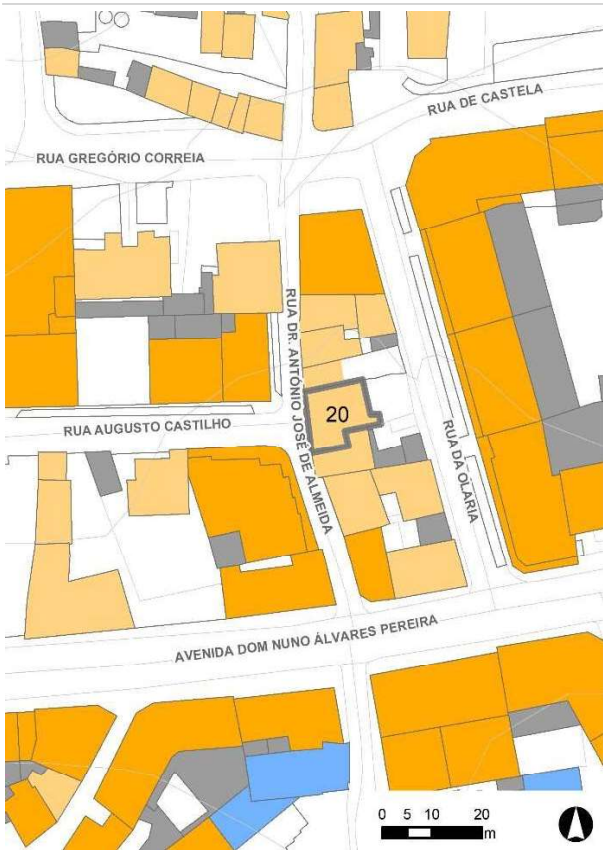 RUA DE CASTELA
RUA GREGÓRIO CORREIA
RUA DR. ANTÓNIO JOSÉ DE ALMEIDA
20
RUA AUGUSTO CASTILHO
RUA DA OLARIA
AVENIDA DOM NUNO ÁLVARES PEREIRA
0 5 10 20
m